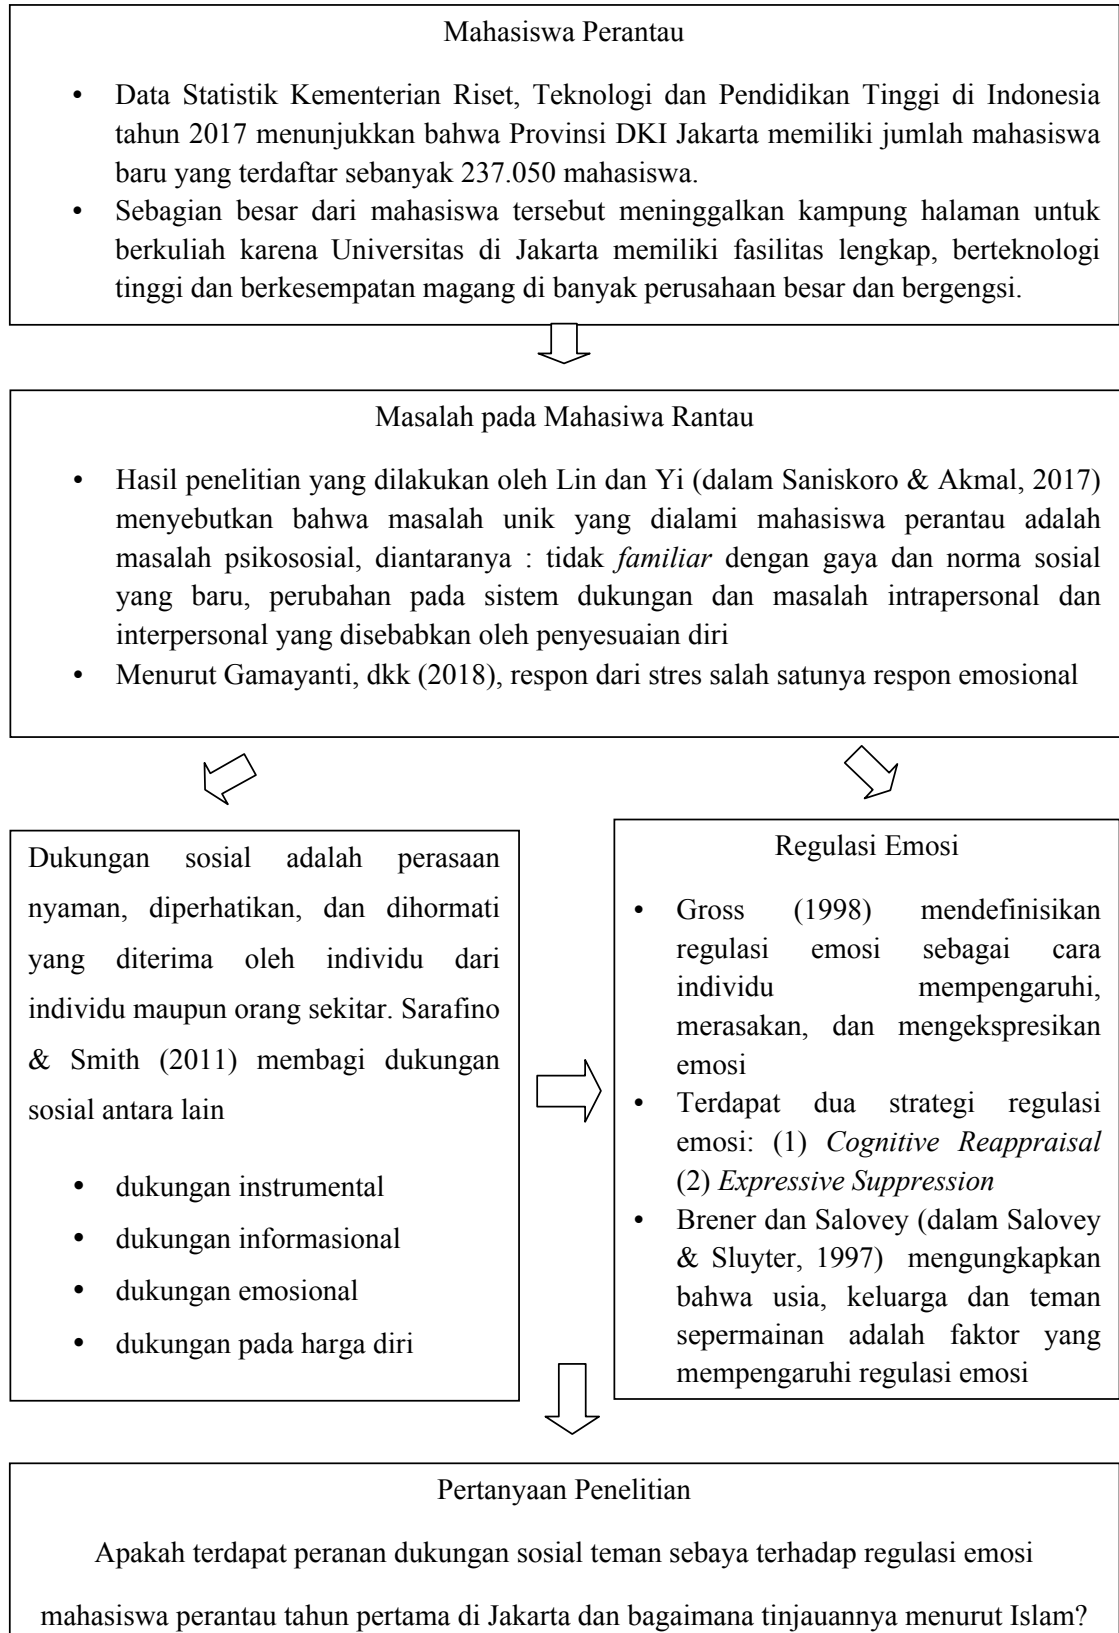 Mahasiswa Perantau
• Data Statistik Kementerian Riset, Teknologi dan Pendidikan Tinggi di Indonesia
tahun 2017 menunjukkan bahwa Provinsi DKI Jakarta memiliki jumlah mahasiswa
baru yang terdaftar sebanyak 237.050 mahasiswa.
• Sebagian besar dari mahasiswa tersebut meninggalkan kampung halaman untuk
berkuliah karena Universitas di Jakarta memiliki fasilitas lengkap, berteknologi
tinggi dan berkesempatan magang di banyak perusahaan besar dan bergengsi.
Masalah pada Mahasiwa Rantau
• Hasil penelitian yang dilakukan oleh Lin dan Yi (dalam Saniskoro & Akmal, 2017)
menyebutkan bahwa masalah unik yang dialami mahasiswa perantau adalah
masalah psikososial, diantaranya : tidak familiar dengan gaya dan norma sosial
yang baru, perubahan pada sistem dukungan dan masalah intrapersonal dan
interpersonal yang disebabkan oleh penyesuaian diri
• Menurut Gamayanti, dkk (2018), respon dari stres salah satunya respon emosional
Dukungan sosial adalah perasaan
nyaman, diperhatikan, dan dihormati
yang diterima oleh individu dari
individu maupun orang sekitar. Sarafino
& Smith (2011) membagi dukungan
sosial antara lain
• dukungan instrumental
• dukungan informasional
• dukungan emosional
• dukungan pada harga diri
Regulasi Emosi
• Gross (1998) mendefinisikan
regulasi emosi sebagai cara
individu mempengaruhi,
merasakan, dan mengekspresikan
emosi
• Terdapat dua strategi regulasi
emosi: (1) Cognitive Reappraisal
(2) Expressive Suppression
• Brener dan Salovey (dalam Salovey
& Sluyter, 1997) mengungkapkan
bahwa usia, keluarga dan teman
sepermainan adalah faktor yang
mempengaruhi regulasi emosi
Pertanyaan Penelitian
Apakah terdapat peranan dukungan sosial teman sebaya terhadap regulasi emosi
mahasiswa perantau tahun pertama di Jakarta dan bagaimana tinjauannya menurut Islam?